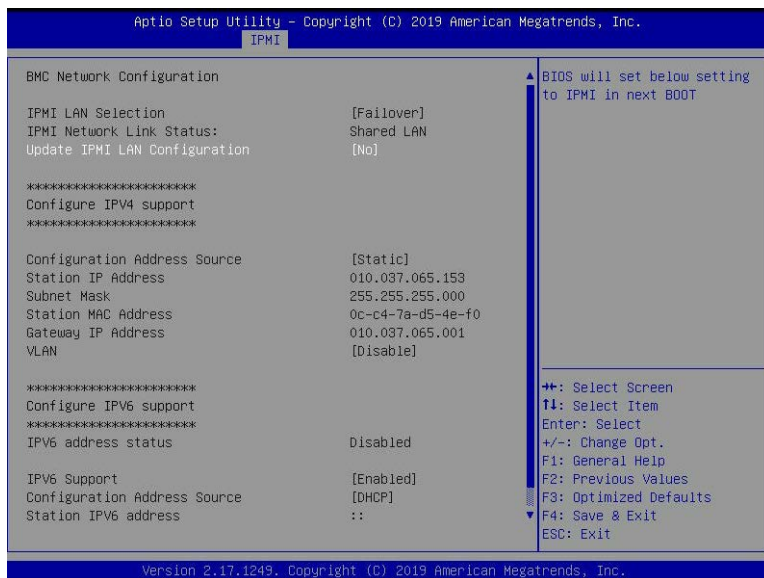 Aptio Setup Utility – Copyright (C) 2019 American Megatrends, Inc.
IPMI
BMC Network Configuration
IPMI LAN Selection [Failover]
IPMI Network Link Status: Shared LAN
Update IPMI LAN Configuration [No]
***********************
Configure IPV4 support
***********************
Configuration Address Source [Static]
Station IP Address 010.037.065.153
Subnet Mask 255.255.255.000
Station MAC Address 0c-c4-7a-d5-4e-f0
Gateway IP Address 010.037.065.001
VLAN [Disable]
***********************
Configure IPV6 support
***********************
IPV6 address status Disabled
IPV6 Support [Enabled]
Configuration Address Source [DHCP]
Station IPV6 address ::
BIOS will set below setting
to IPMI in next BOOT
→←: Select Screen
↑↓: Select Item
Enter: Select
+/-: Change Opt.
F1: General Help
F2: Previous Values
F3: Optimized Defaults
F4: Save & Exit
ESC: Exit
Version 2.17.1249. Copyright (C) 2019 American Megatrends, Inc.